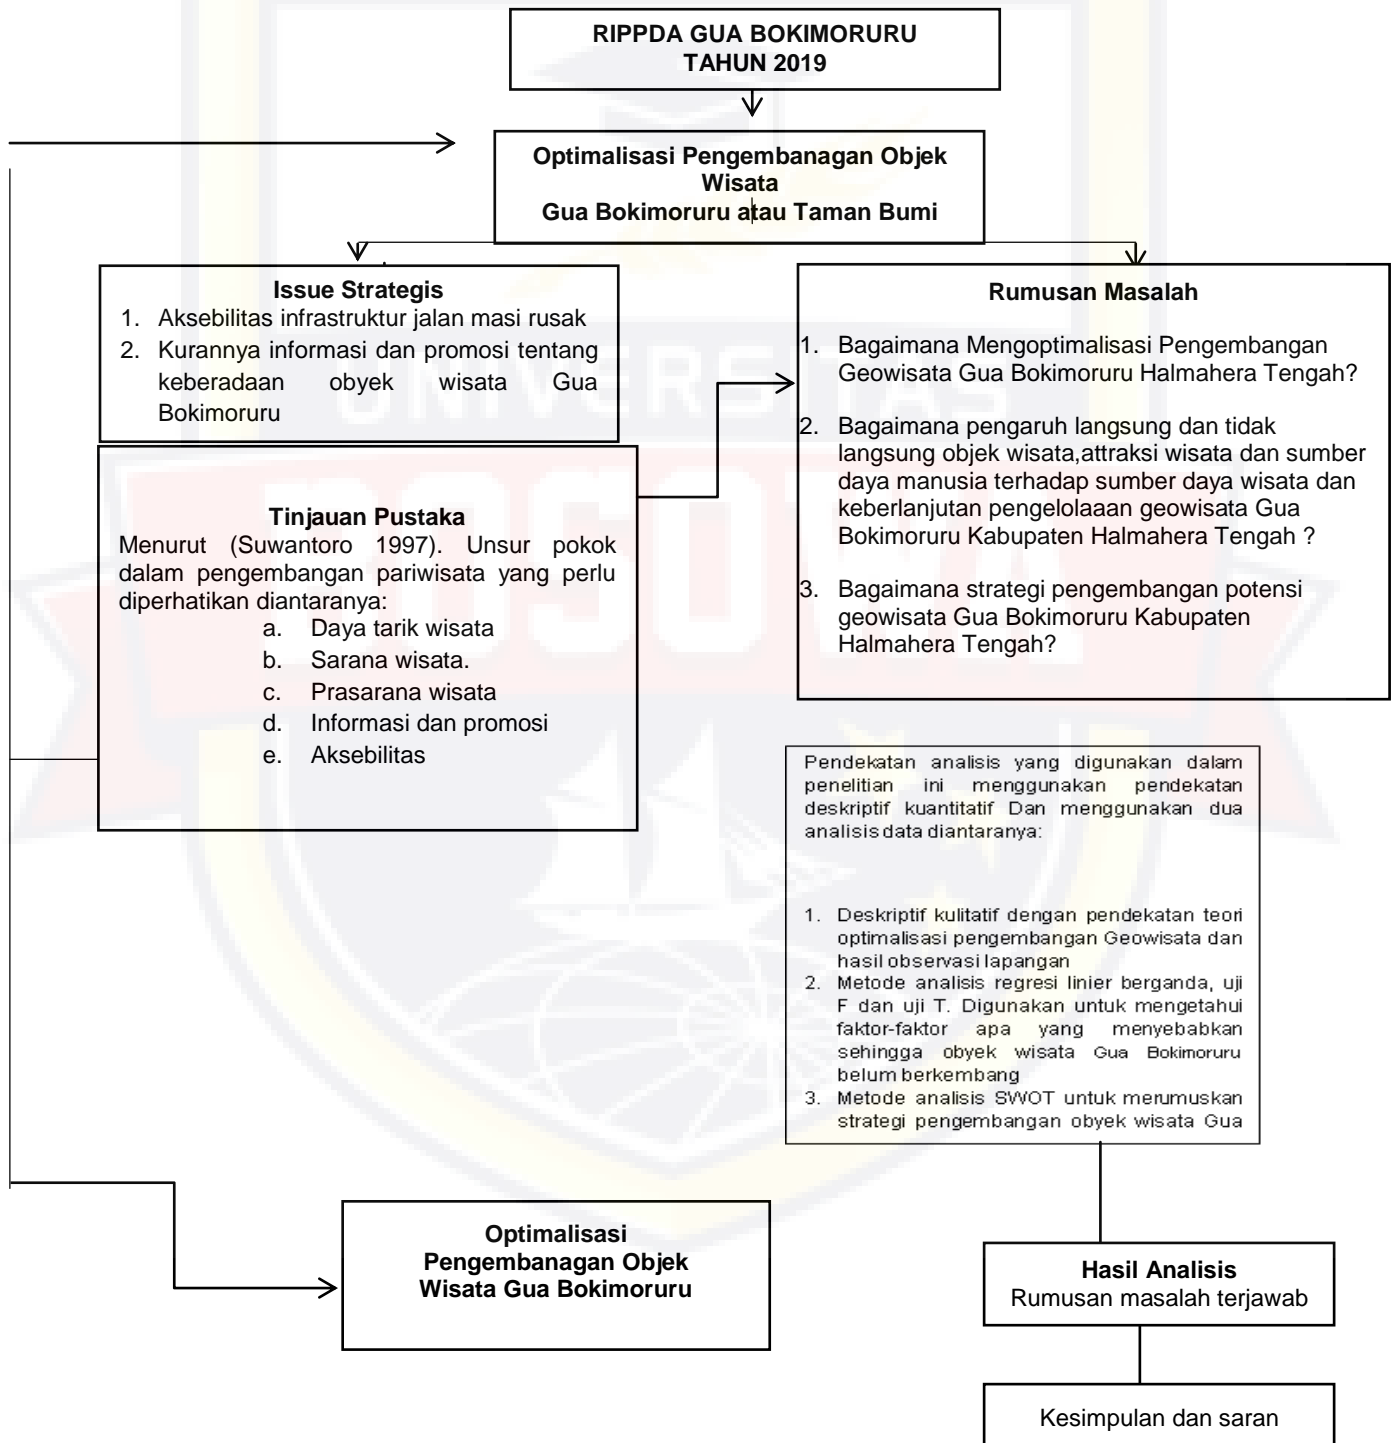 RIPPDA GUA BOKIMORURU
TAHUN 2019
Optimalisasi Pengembanagan Objek
Wisata
Gua Bokimoruru atau Taman Bumi
Issue Strategis
1. Aksebilitas infrastruktur jalan masi rusak
2. Kurannya informasi dan promosi tentang
keberadaan obyek wisata Gua
Bokimoruru
Tinjauan Pustaka
Menurut (Suwantoro 1997). Unsur pokok
dalam pengembangan pariwisata yang perlu
diperhatikan diantaranya:
a. Daya tarik wisata
b. Sarana wisata.
c. Prasarana wisata
d. Informasi dan promosi
e. Aksebilitas
Rumusan Masalah
1. Bagaimana Mengoptimalisasi Pengembangan
Geowisata Gua Bokimoruru Halmahera Tengah?
2. Bagaimana pengaruh langsung dan tidak
langsung objek wisata,attraksi wisata dan sumber
daya manusia terhadap sumber daya wisata dan
keberlanjutan pengelolaaan geowisata Gua
Bokimoruru Kabupaten Halmahera Tengah ?
3. Bagaimana strategi pengembangan potensi
geowisata Gua Bokimoruru Kabupaten
Halmahera Tengah?
Pendekatan analisis yang digunakan dalam
penelitian ini menggunakan pendekatan
deskriptif kuantitatif Dan menggunakan dua
analisis data diantaranya:
1. Deskriptif kulitatif dengan pendekatan teori
optimalisasi pengembangan Geowisata dan
hasil observasi lapangan
2. Metode analisis regresi linier berganda, uji
F dan uji T. Digunakan untuk mengetahui
faktor-faktor apa yang menyebabkan
sehingga obyek wisata Gua Bokimoruru
belum berkembang
3. Metode analisis SWOT untuk merumuskan
strategi pengembangan obyek wisata Gua
Optimalisasi
Pengembanagan Objek
Wisata Gua Bokimoruru
Hasil Analisis
Rumusan masalah terjawab
Kesimpulan dan saran
UNIVERSITAS
BOSOWA